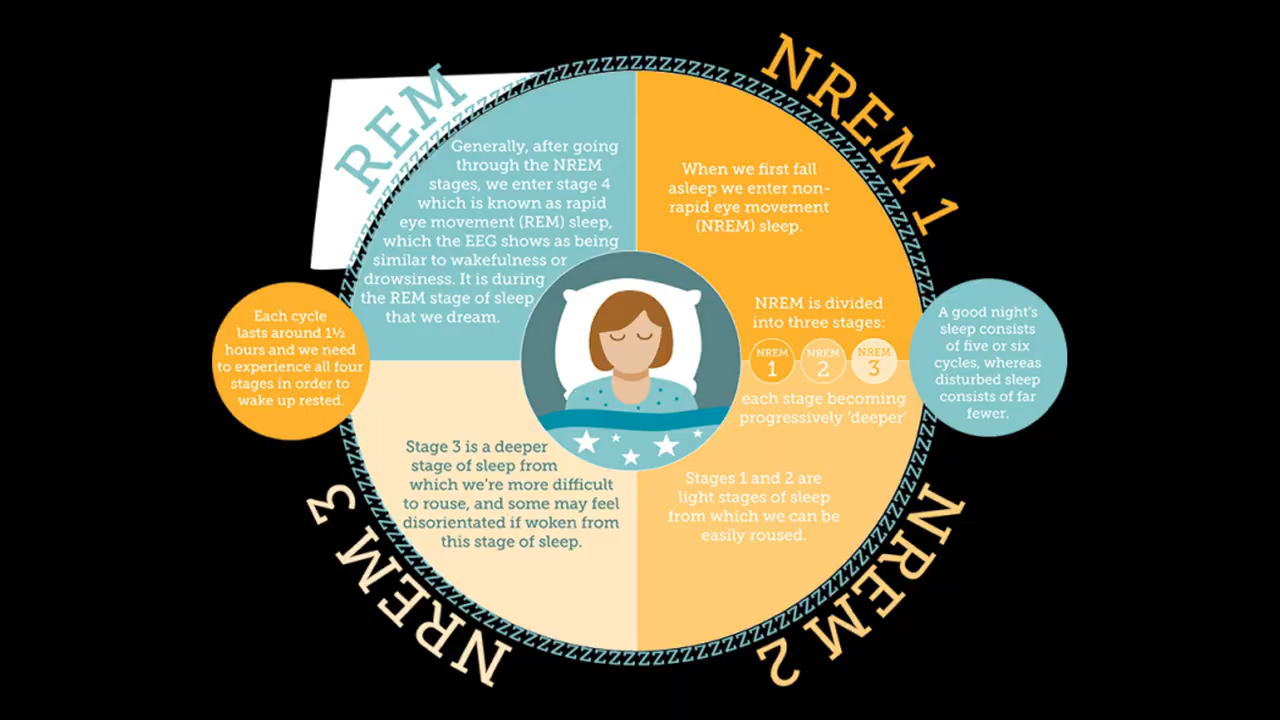 REM
NREM 1
Generally, after going
through the NREM
stages, we enter stage 4
which is known as rapid
eye movement (REM) sleep,
which the EEG shows as being
similar to wakefulness or
drowsiness. It is during
the REM stage of sleep
that we dream.
When we first fall
asleep we enter non-
rapid eye movement
(NREM) sleep.
NREM is divided
into three stages:
NREM
1
NREM
2
NREM
3
each stage becoming
progressively 'deeper'
Each cycle
lasts around 1½
hours and we need
to experience all four
stages in order to
wake up rested.
A good night's
sleep consists
of five or six
cycles, whereas
disturbed sleep
consists of far
fewer.
Stage 3 is a deeper
stage of sleep from
which we're more difficult
to rouse, and some may feel
disorientated if woken from
this stage of sleep.
Stages 1 and 2 are
light stages of sleep
from which we can be
easily roused.
NREM 3
NREM 2
ZZZZZZZZZZZZZZZZZZZZ